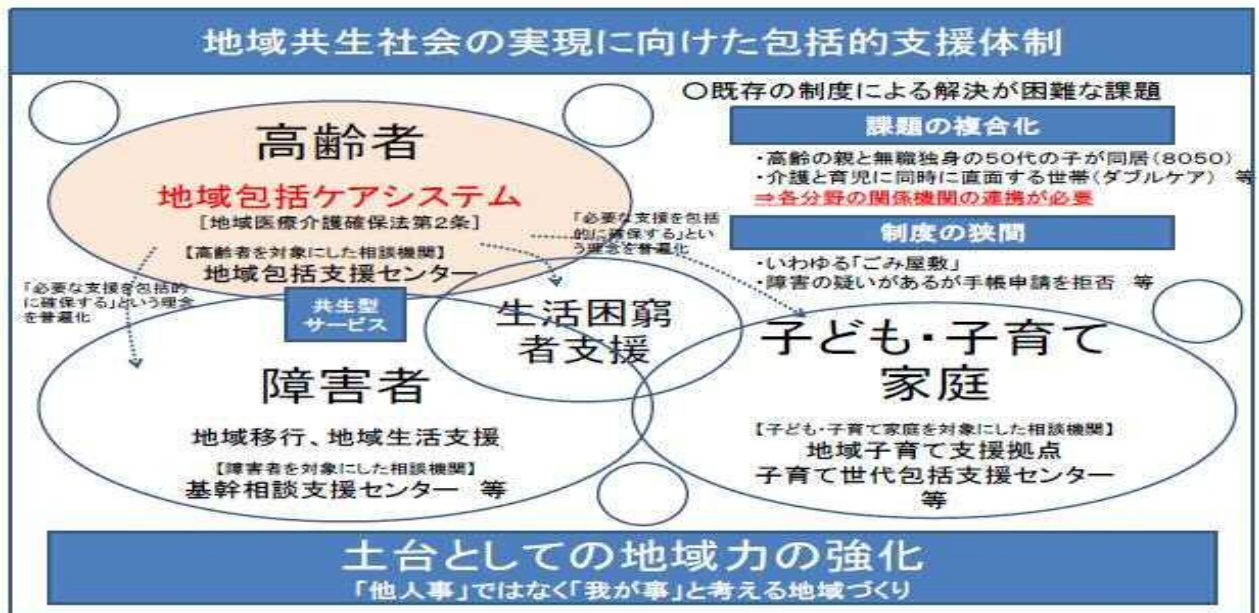 地域共生社会の実現に向けた包括的支援体制
○既存の制度による解決が困難な課題
課題の複合化
・高齢の親と無職独身の50代の子が同居(8050)
・介護と育児に同時に直面する世帯(ダブルケア) 等
⇒各分野の関係機関の連携が必要
制度の狭間
・いわゆる「ごみ屋敷」
・障害の疑いがあるが手帳申請を拒否 等
高齢者
地域包括ケアシステム
[地域医療介護確保法第2条]
【高齢者を対象にした相談機関】
地域包括支援センター
「必要な支援を包括
的に確保する」とい
う理念を普遍化
「必要な支援を包括的
に確保する」という理念
を普遍化
共生型
サービス
生活困窮
者支援
障害者
地域移行、地域生活支援
【障害者を対象にした相談機関】
基幹相談支援センター 等
子ども・子育て
家庭
【子ども・子育て家庭を対象にした相談機関】
地域子育て支援拠点
子育て世代包括支援センター
等
土台としての地域力の強化
「他人事」ではなく「我が事」と考える地域づくり